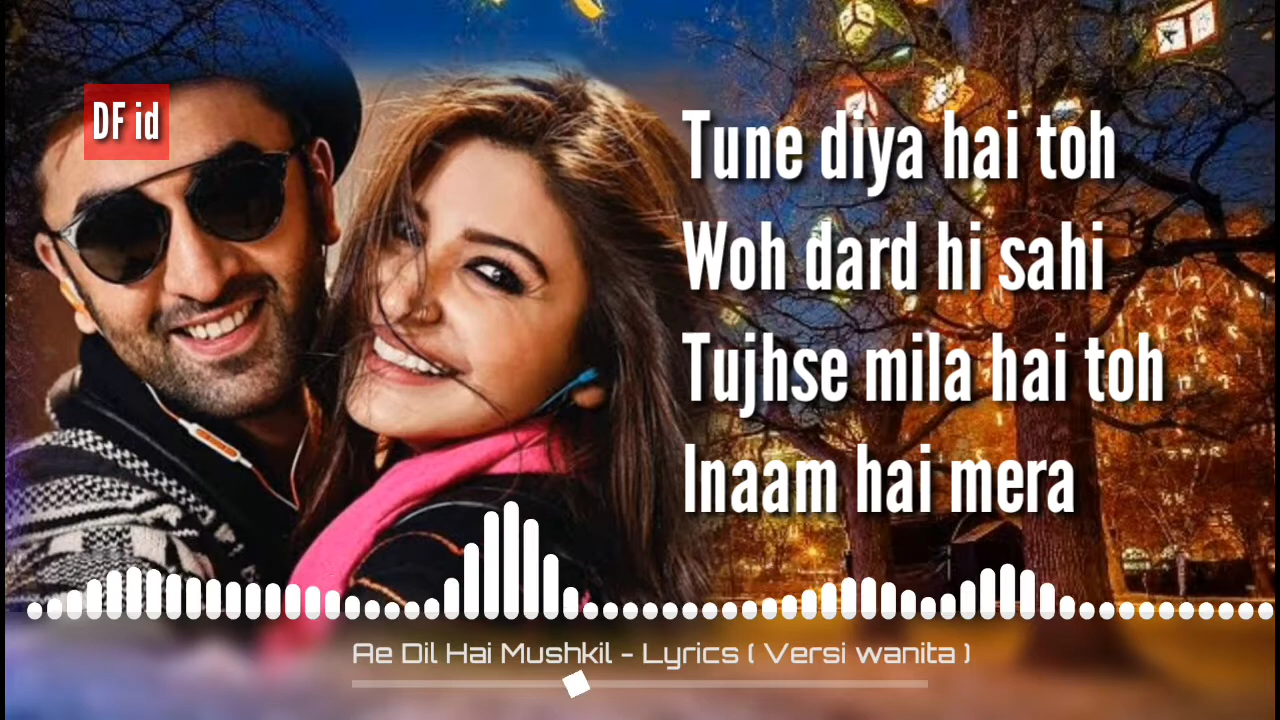 DF id
Tune diya hai toh
Woh dard hi sahi
Tujhse mila hai toh
Inaam hai mera
Ae Dil Hai Mushkil - Lyrics ( Versi wanita )